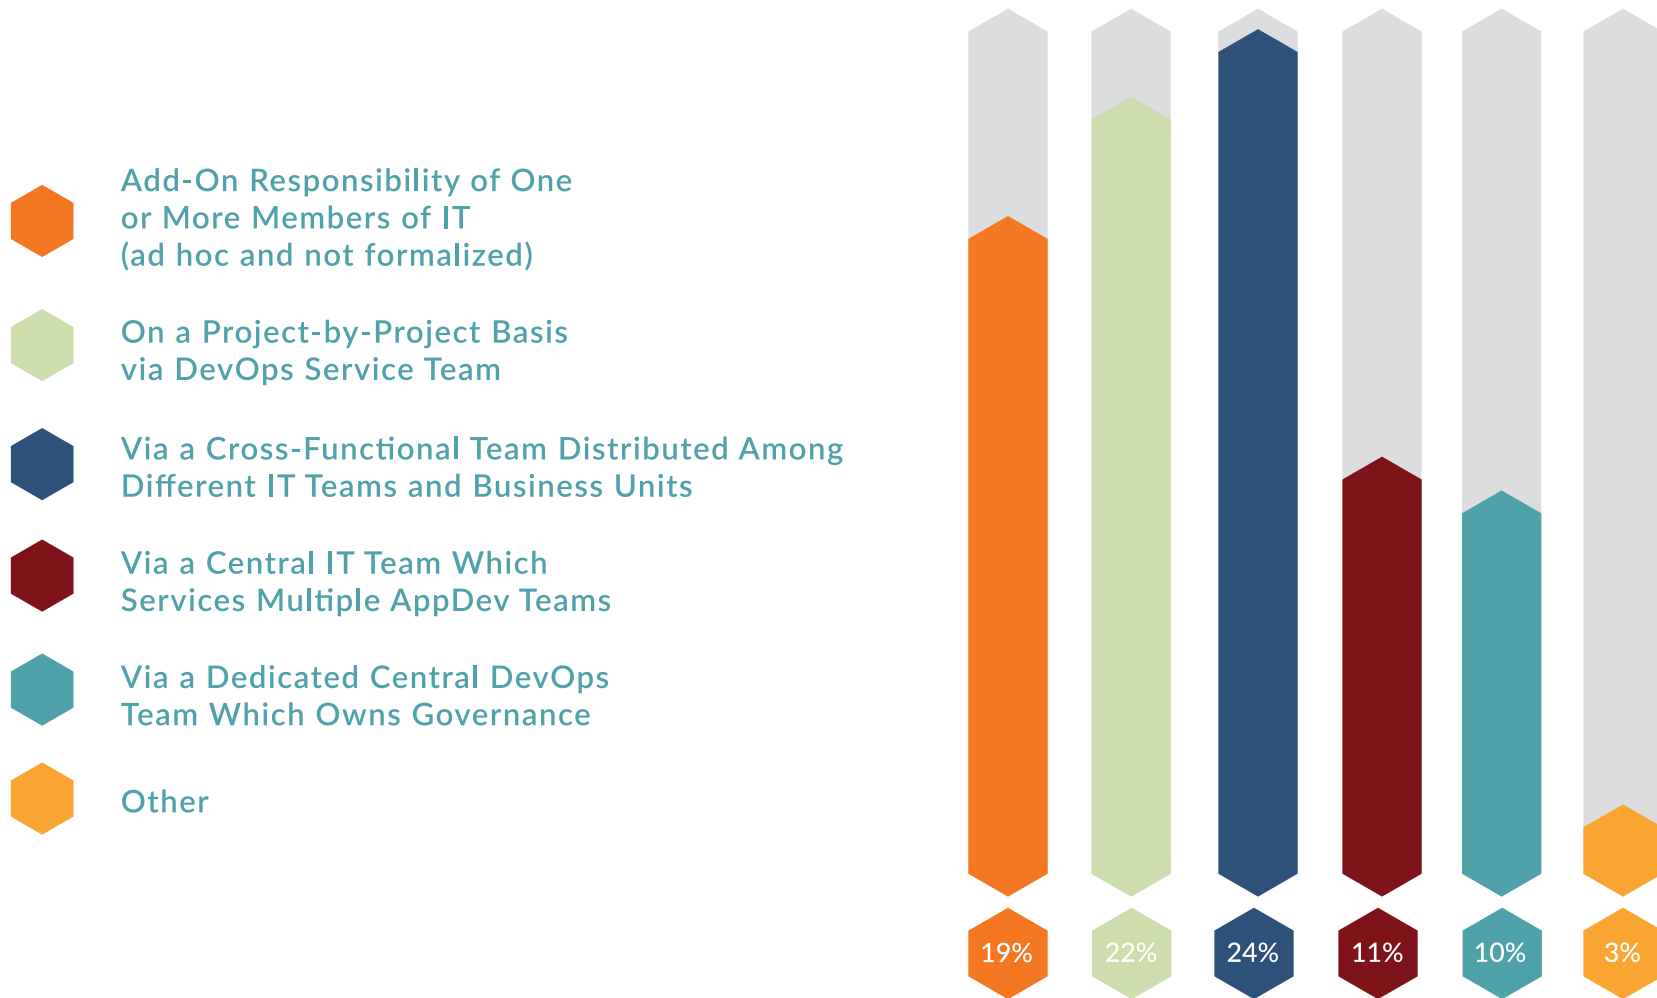 Add-On Responsibility of One
or More Members of IT
(ad hoc and not formalized)
On a Project-by-Project Basis
via DevOps Service Team
Via a Cross-Functional Team Distributed Among
Different IT Teams and Business Units
Via a Central IT Team Which
Services Multiple AppDev Teams
Via a Dedicated Central DevOps
Team Which Owns Governance
Other
19% 22% 24% 11% 10% 3%